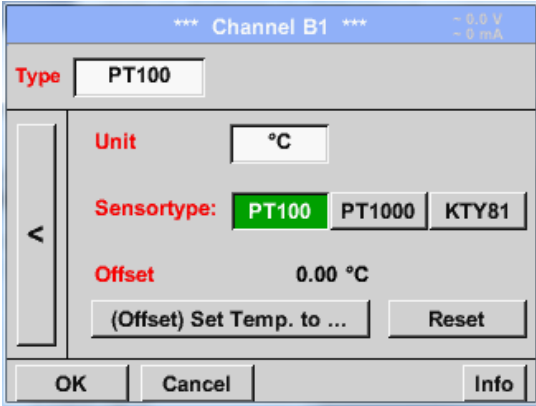 *** Channel B1 ***
~ 0.0 V
~ 0 mA
Type PT100
Unit °C
Sensortype: PT100 PT1000 KTY81
<
Offset 0.00 °C
(Offset) Set Temp. to ... Reset
OK Cancel Info